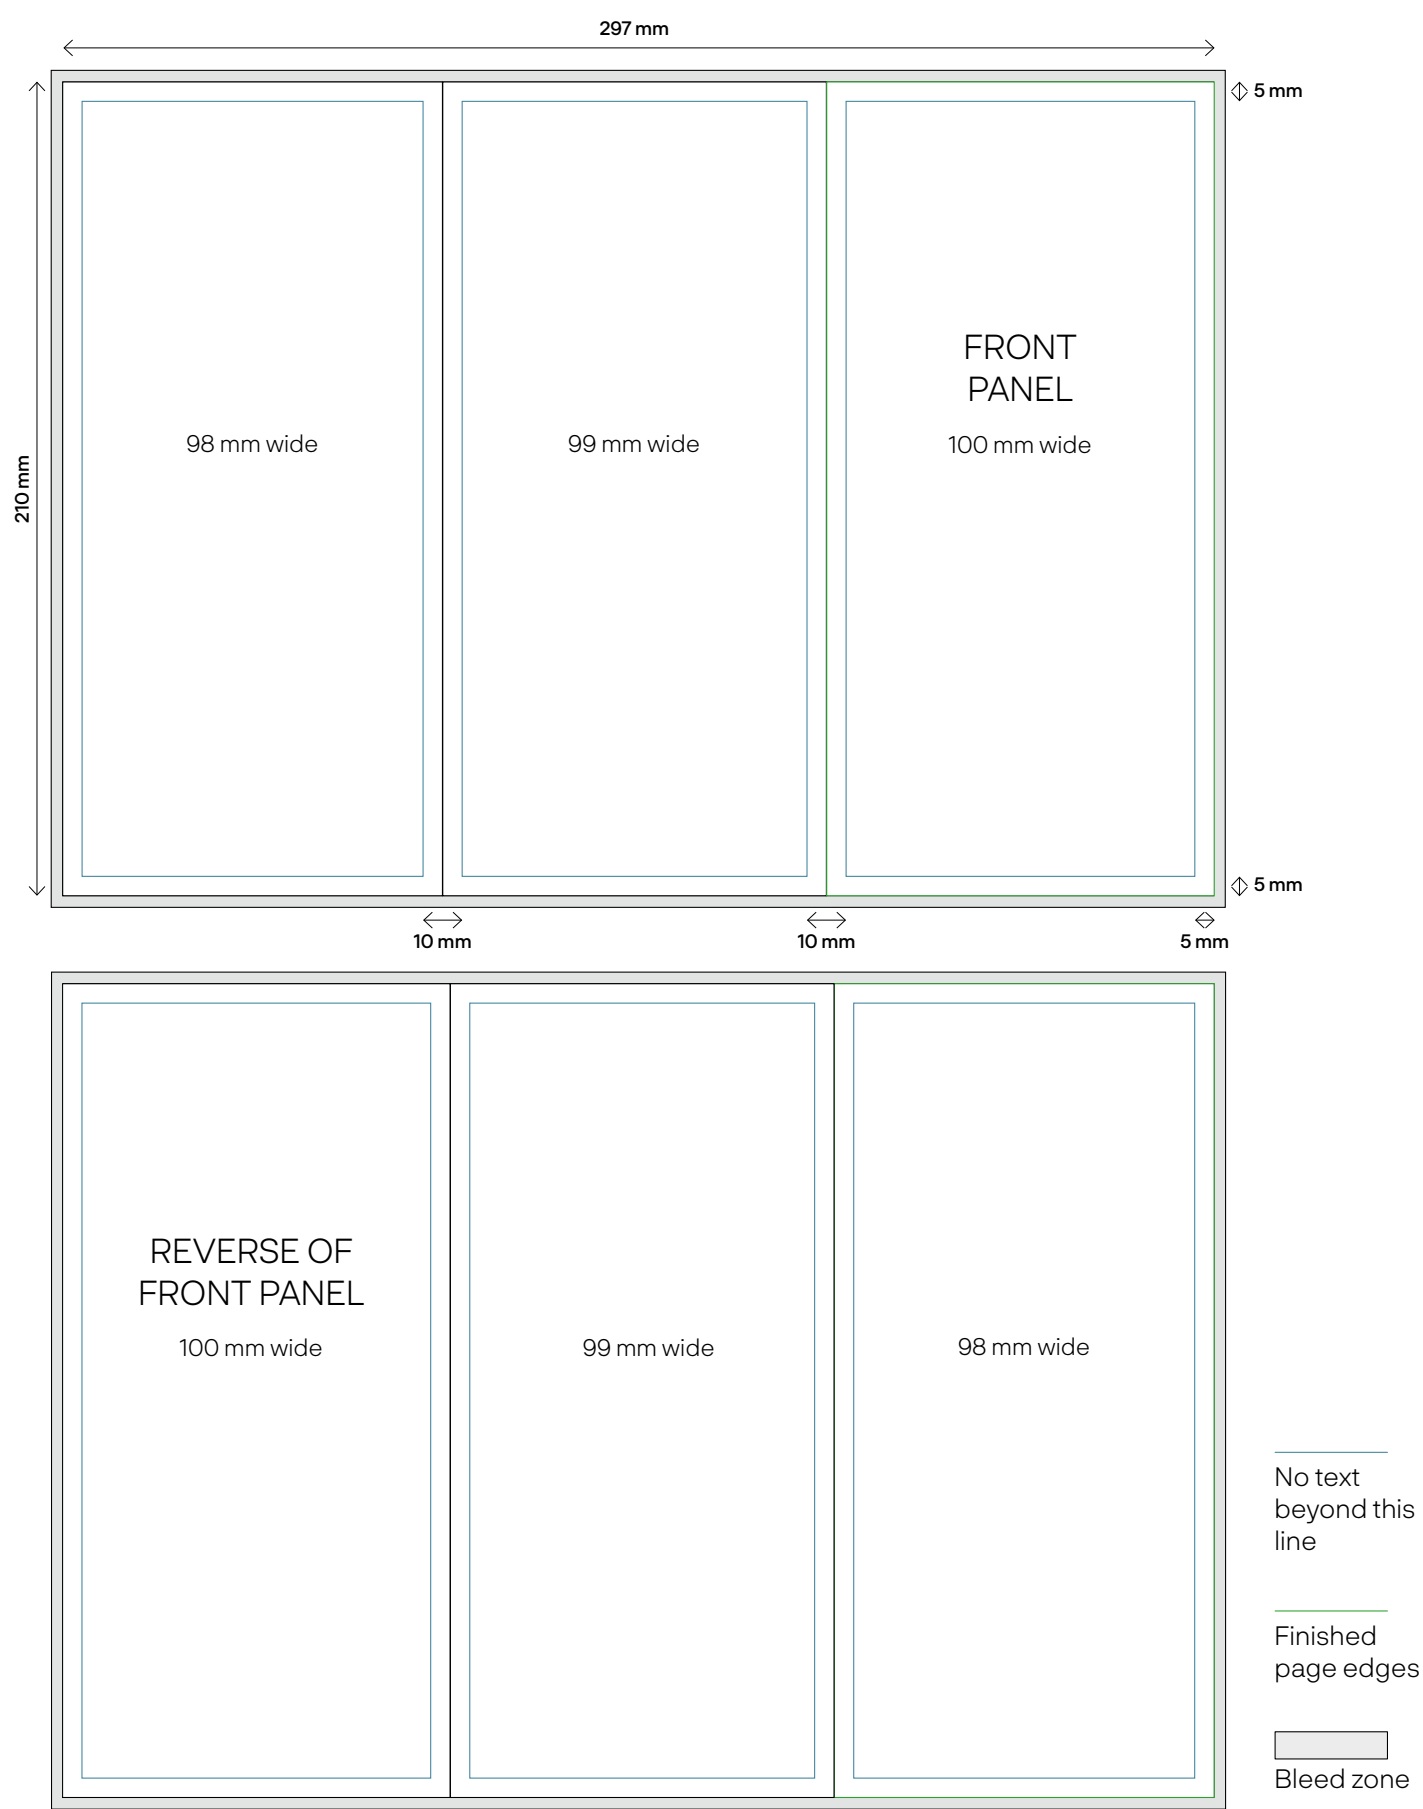 297 mm
5 mm
210 mm
98 mm wide
99 mm wide
FRONT
PANEL
100 mm wide
5 mm
10 mm
10 mm
5 mm
REVERSE OF
FRONT PANEL
100 mm wide
99 mm wide
98 mm wide
No text
beyond this
line
Finished
page edges
Bleed zone